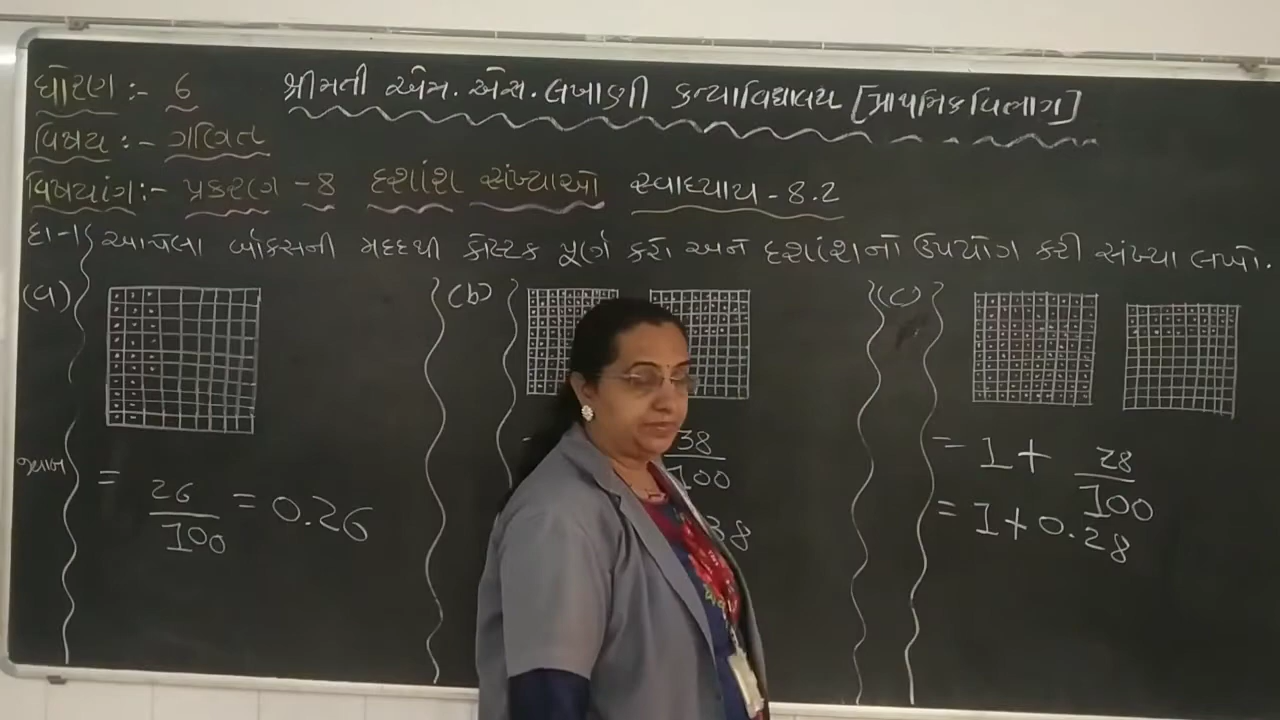 ધોરણ :- 6
શ્રીમતી એમ. એસ. લખાણી કન્યાવિદ્યાલય [પ્રાથમિક વિભાગ]
વિષય :- ગણિત
વિષયાંગ:- પ્રકરણ - 8 દશાંશ સંખ્યાઓ સ્વાધ્યાય - 8.2
દા-1 આપેલા બોક્સની મદદથી કોષ્ટક પૂર્ણ કરો અને દશાંશનો ઉપયોગ કરી સંખ્યા લખો.
(a)
જવાબ = 26/100 = 0.26
(b)
38/100
38
(c)
= 1 + 28/100
= 1 + 0.28